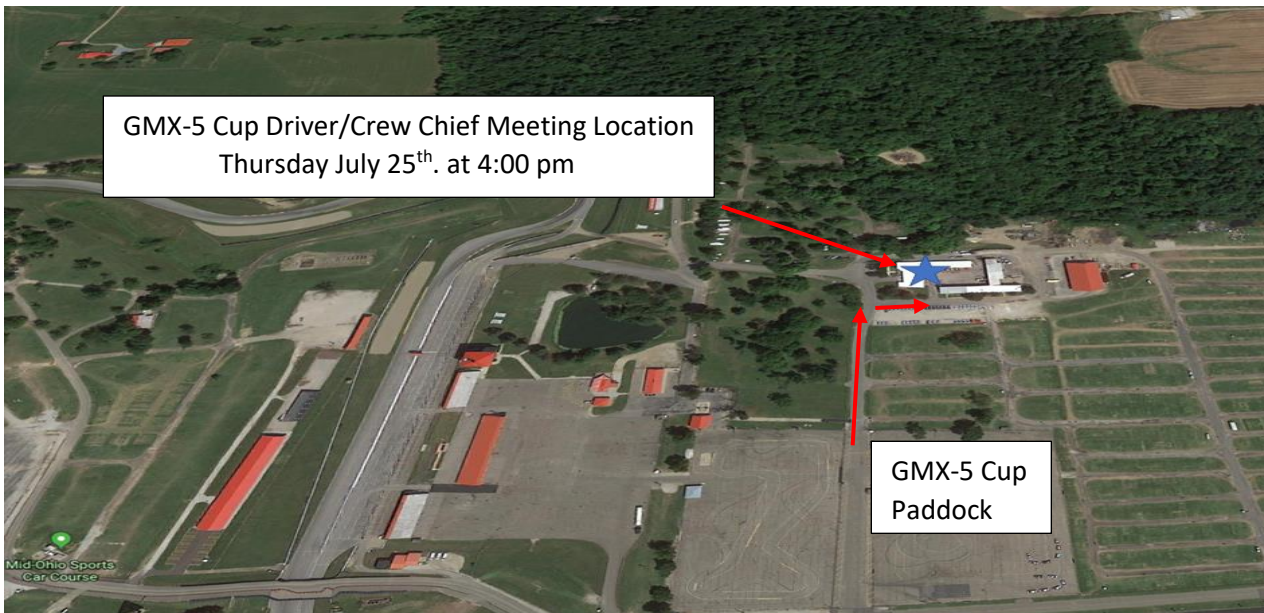 GMX-5 Cup Driver/Crew Chief Meeting Location
Thursday July 25th. at 4:00 pm
GMX-5 Cup
Paddock
Mid-Ohio Sports
Car Course